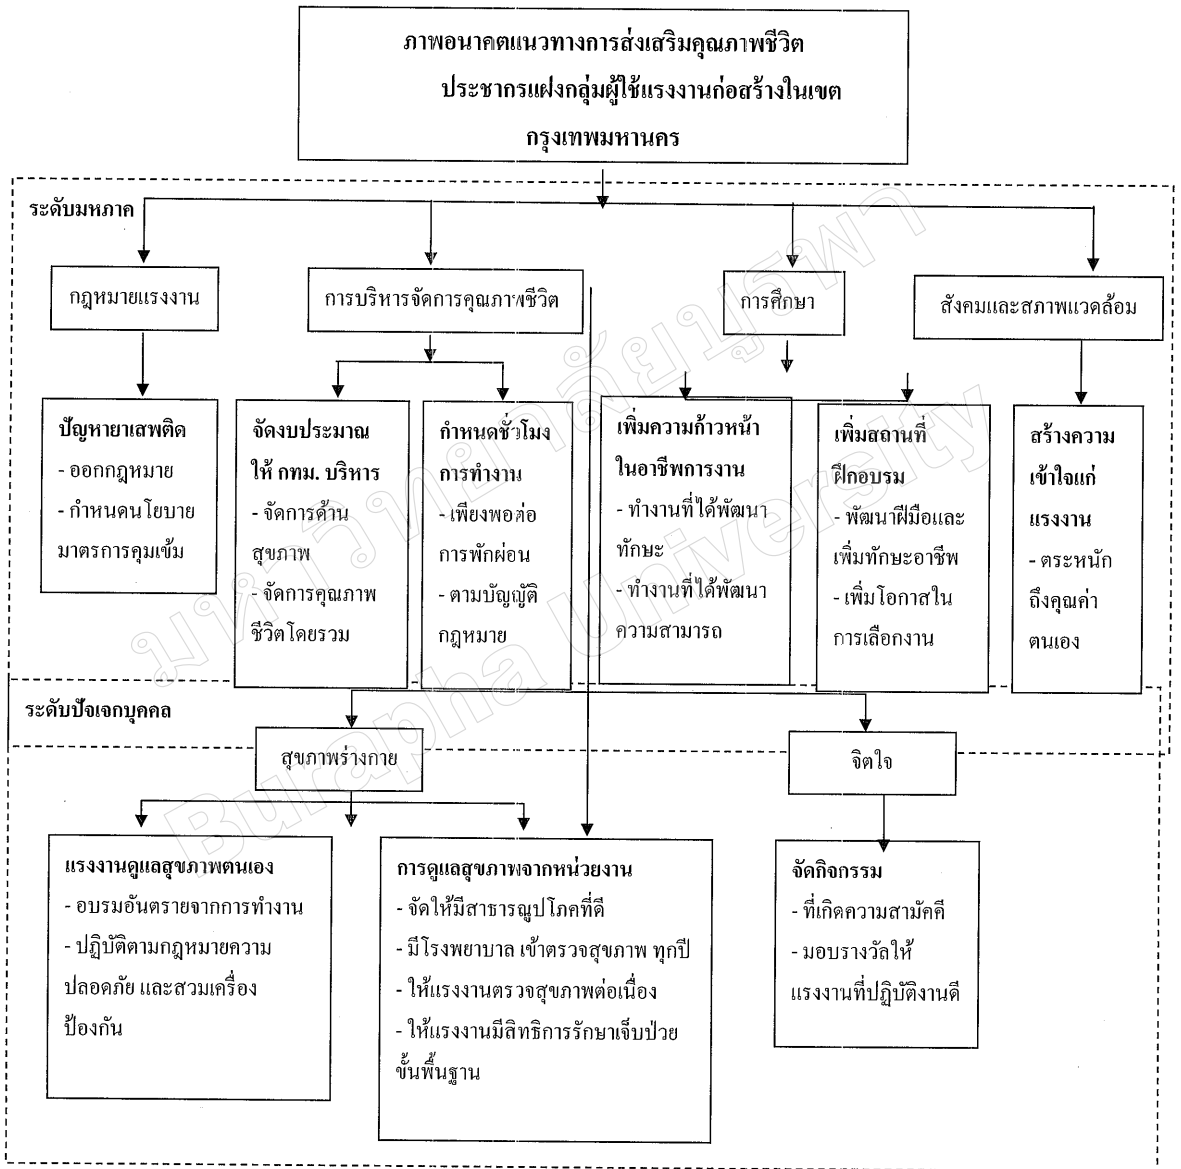 ภาพอนาคตแนวทางการส่งเสริมคุณภาพชีวิต
ประชากรแฝงกลุ่มผู้ใช้แรงงานก่อสร้างในเขต
กรุงเทพมหานคร
ระดับมหภาค
กฎหมายแรงงาน
การบริหารจัดการคุณภาพชีวิต
การศึกษา
สังคมและสภาพแวดล้อม
ปัญหายาเสพติด
- ออกกฎหมาย
- กำหนดนโยบาย
มาตรการคุมเข้ม
จัดงบประมาณ
ให้ กทม. บริหาร
- จัดการด้าน
สุขภาพ
- จัดการคุณภาพ
ชีวิตโดยรวม
กำหนดชั่วโมง
การทำงาน
- เพียงพอต่อ
การพักผ่อน
- ตามบัญญัติ
กฎหมาย
เพิ่มความก้าวหน้า
ในอาชีพการงาน
- ทำงานที่ได้พัฒนา
ทักษะ
- ทำงานที่ได้พัฒนา
ความสามารถ
เพิ่มสถานที่
ฝึกอบรม
- พัฒนาฝีมือและ
เพิ่มทักษะอาชีพ
- เพิ่มโอกาสใน
การเลือกงาน
สร้างความ
เข้าใจแก่
แรงงาน
- ตระหนัก
ถึงคุณค่า
ตนเอง
ระดับปัจเจกบุคคล
สุขภาพร่างกาย
จิตใจ
แรงงานดูแลสุขภาพตนเอง
- อบรมอันตรายจากการทำงาน
- ปฏิบัติตามกฎหมายความ
ปลอดภัย และสวมเครื่อง
ป้องกัน
การดูแลสุขภาพจากหน่วยงาน
- จัดให้มีสาธารณูปโภคที่ดี
- มีโรงพยาบาล เข้าตรวจสุขภาพ ทุกปี
- ให้แรงงานตรวจสุขภาพต่อเนื่อง
- ให้แรงงานมีสิทธิการรักษาเจ็บป่วย
ขั้นพื้นฐาน
จัดกิจกรรม
- ที่เกิดความสามัคคี
- มอบรางวัลให้
แรงงานที่ปฏิบัติงานดี
มหาวิทยาลัยบูรพา
Burapha University